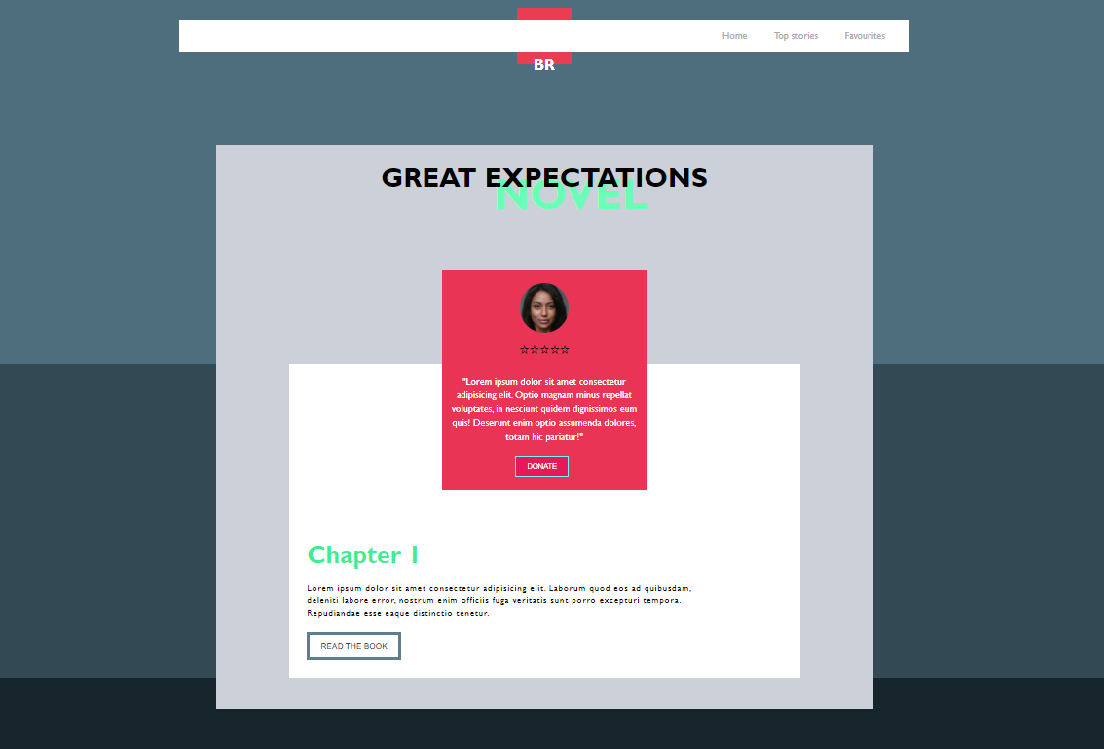 Home Top stories Favourites
BR
GREAT EXPECTATIONS
NOVEL
☆☆☆☆☆
"Lorem ipsum dolor sit amet consectetur
adipisicing elit. Optio magnam minus repellat
voluptates, in nesciunt quidem dignissimos eum
quis! Deserunt enim optio assumenda dolores,
totam hic pariatur!"
DONATE
Chapter 1
Lorem ipsum dolor sit amet consectetur adipisicing elit. Laborum quod eos ad quibusdam,
deleniti labore error, nostrum enim officiis fuga veritatis sunt porro excepturi tempora.
Repudiandae esse eaque distinctio tenetur.
READ THE BOOK